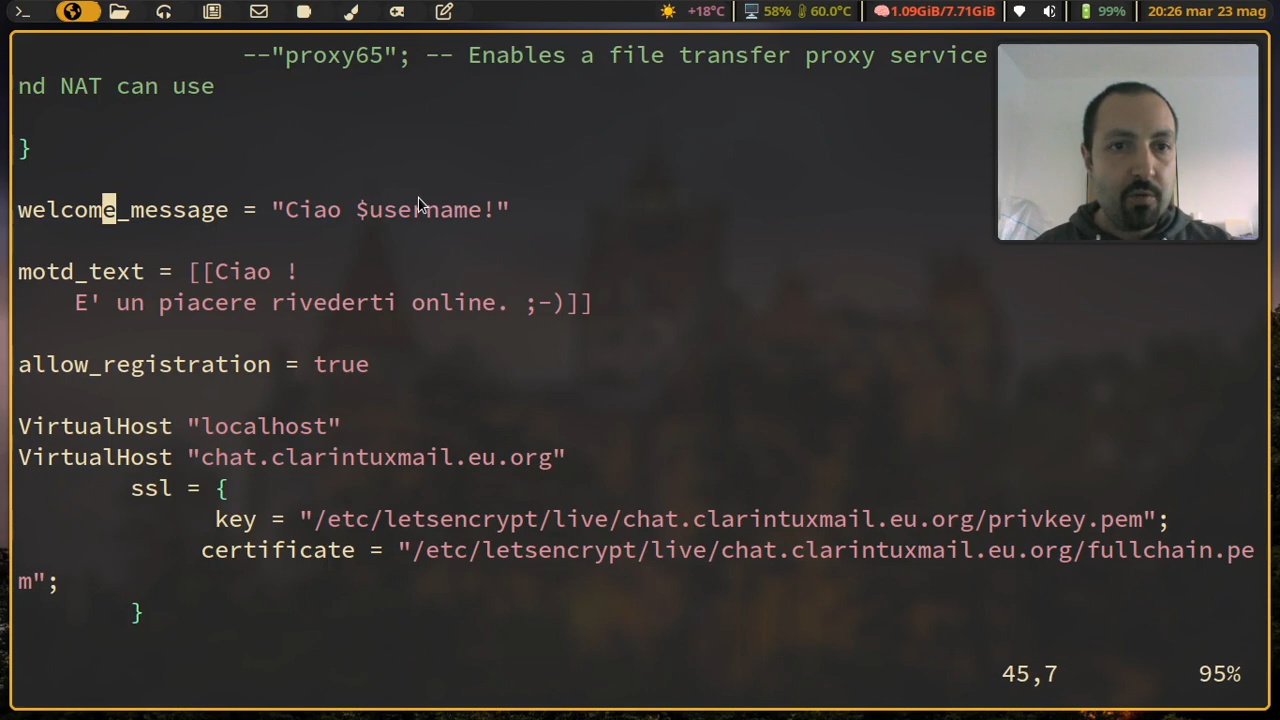 +18°C 58% 60.0°C 1.09GiB/7.71GiB 99% 20:26 mar 23 mag
--"proxy65"; -- Enables a file transfer proxy service
nd NAT can use
}
welcome_message = "Ciao $username!"
motd_text = [[Ciao !
E' un piacere rivederti online. ;-)]]
allow_registration = true
VirtualHost "localhost"
VirtualHost "chat.clarintuxmail.eu.org"
ssl = {
key = "/etc/letsencrypt/live/chat.clarintuxmail.eu.org/privkey.pem";
certificate = "/etc/letsencrypt/live/chat.clarintuxmail.eu.org/fullchain.pe
m";
}
45,7 95%